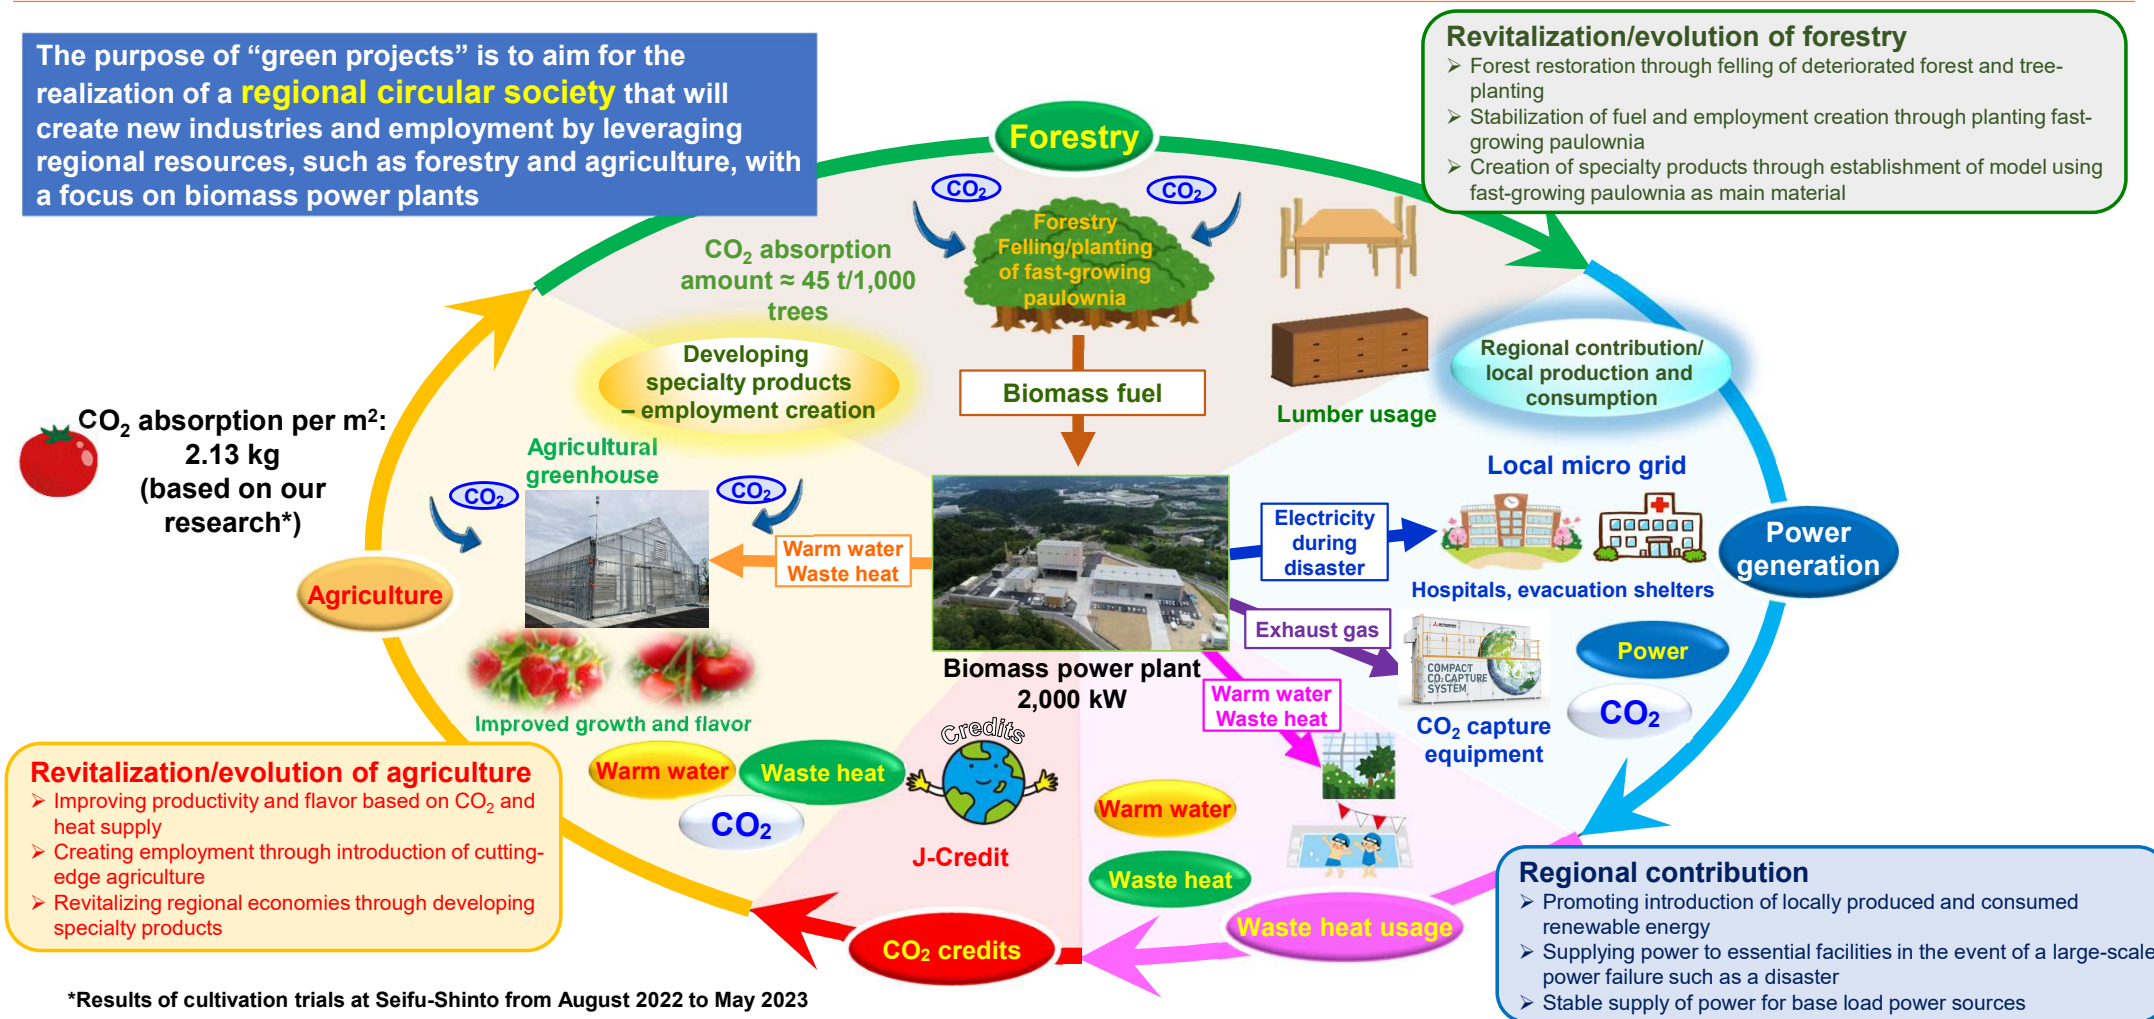 The purpose of “green projects” is to aim for the
realization of a regional circular society that will
create new industries and employment by leveraging
regional resources, such as forestry and agriculture, with
a focus on biomass power plants
Revitalization/evolution of forestry
➢ Forest restoration through felling of deteriorated forest and tree-
planting
➢ Stabilization of fuel and employment creation through planting fast-
growing paulownia
➢ Creation of specialty products through establishment of model using
fast-growing paulownia as main material
Forestry
CO₂
CO₂
Forestry
Felling/planting
of fast-growing
paulownia
CO₂ absorption
amount ≈ 45 t/1,000
trees
Developing
specialty products
– employment creation
Biomass fuel
Lumber usage
Regional contribution/
local production and
consumption
CO₂ absorption per m²:
2.13 kg
(based on our
research*)
Agricultural
greenhouse
CO₂
CO₂
Warm water
Waste heat
Agriculture
Improved growth and flavor
Biomass power plant
2,000 kW
Electricity
during
disaster
Local micro grid
Hospitals, evacuation shelters
Power
generation
Exhaust gas
COMPACT
CO₂ CAPTURE
SYSTEM
CO₂ capture
equipment
Power
CO₂
Warm water
Waste heat
Warm water
Waste heat
CO₂
Credits
J-Credit
Warm water
Waste heat
Waste heat usage
CO₂ credits
Revitalization/evolution of agriculture
➢ Improving productivity and flavor based on CO₂ and
heat supply
➢ Creating employment through introduction of cutting-
edge agriculture
➢ Revitalizing regional economies through developing
specialty products
Regional contribution
➢ Promoting introduction of locally produced and consumed
renewable energy
➢ Supplying power to essential facilities in the event of a large-scale
power failure such as a disaster
➢ Stable supply of power for base load power sources
*Results of cultivation trials at Seifu-Shinto from August 2022 to May 2023